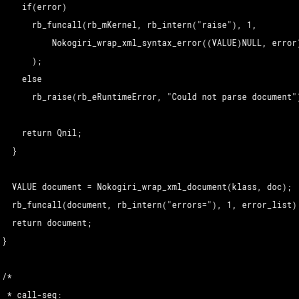 if(error)
rb_funcall(rb_mKernel, rb_intern("raise"), 1,
Nokogiri_wrap_xml_syntax_error((VALUE)NULL, error)
);
else
rb_raise(rb_eRuntimeError, "Could not parse document")
return Qnil;
}
VALUE document = Nokogiri_wrap_xml_document(klass, doc);
rb_funcall(document, rb_intern("errors="), 1, error_list)
return document;
}
/*
* call-seq: